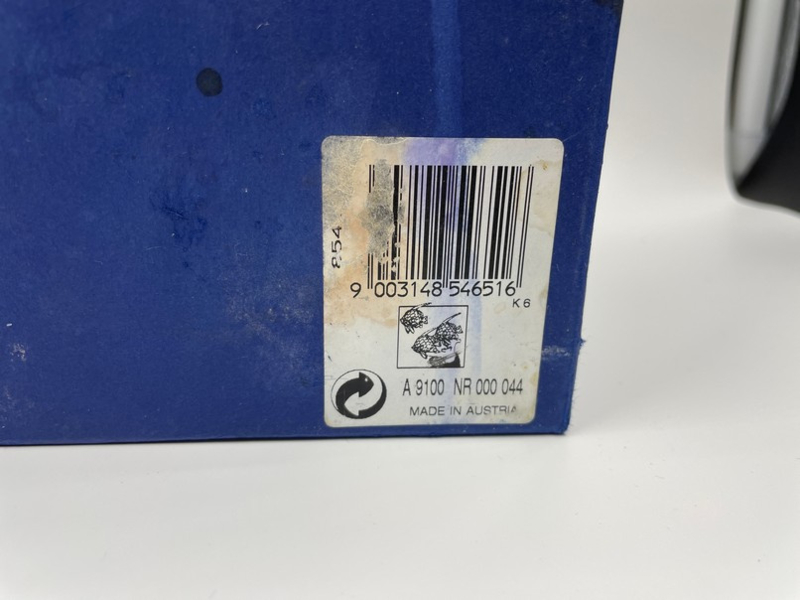 854
9 003148 546516
K6
A 9100 NR 000 044
MADE IN AUSTRIA